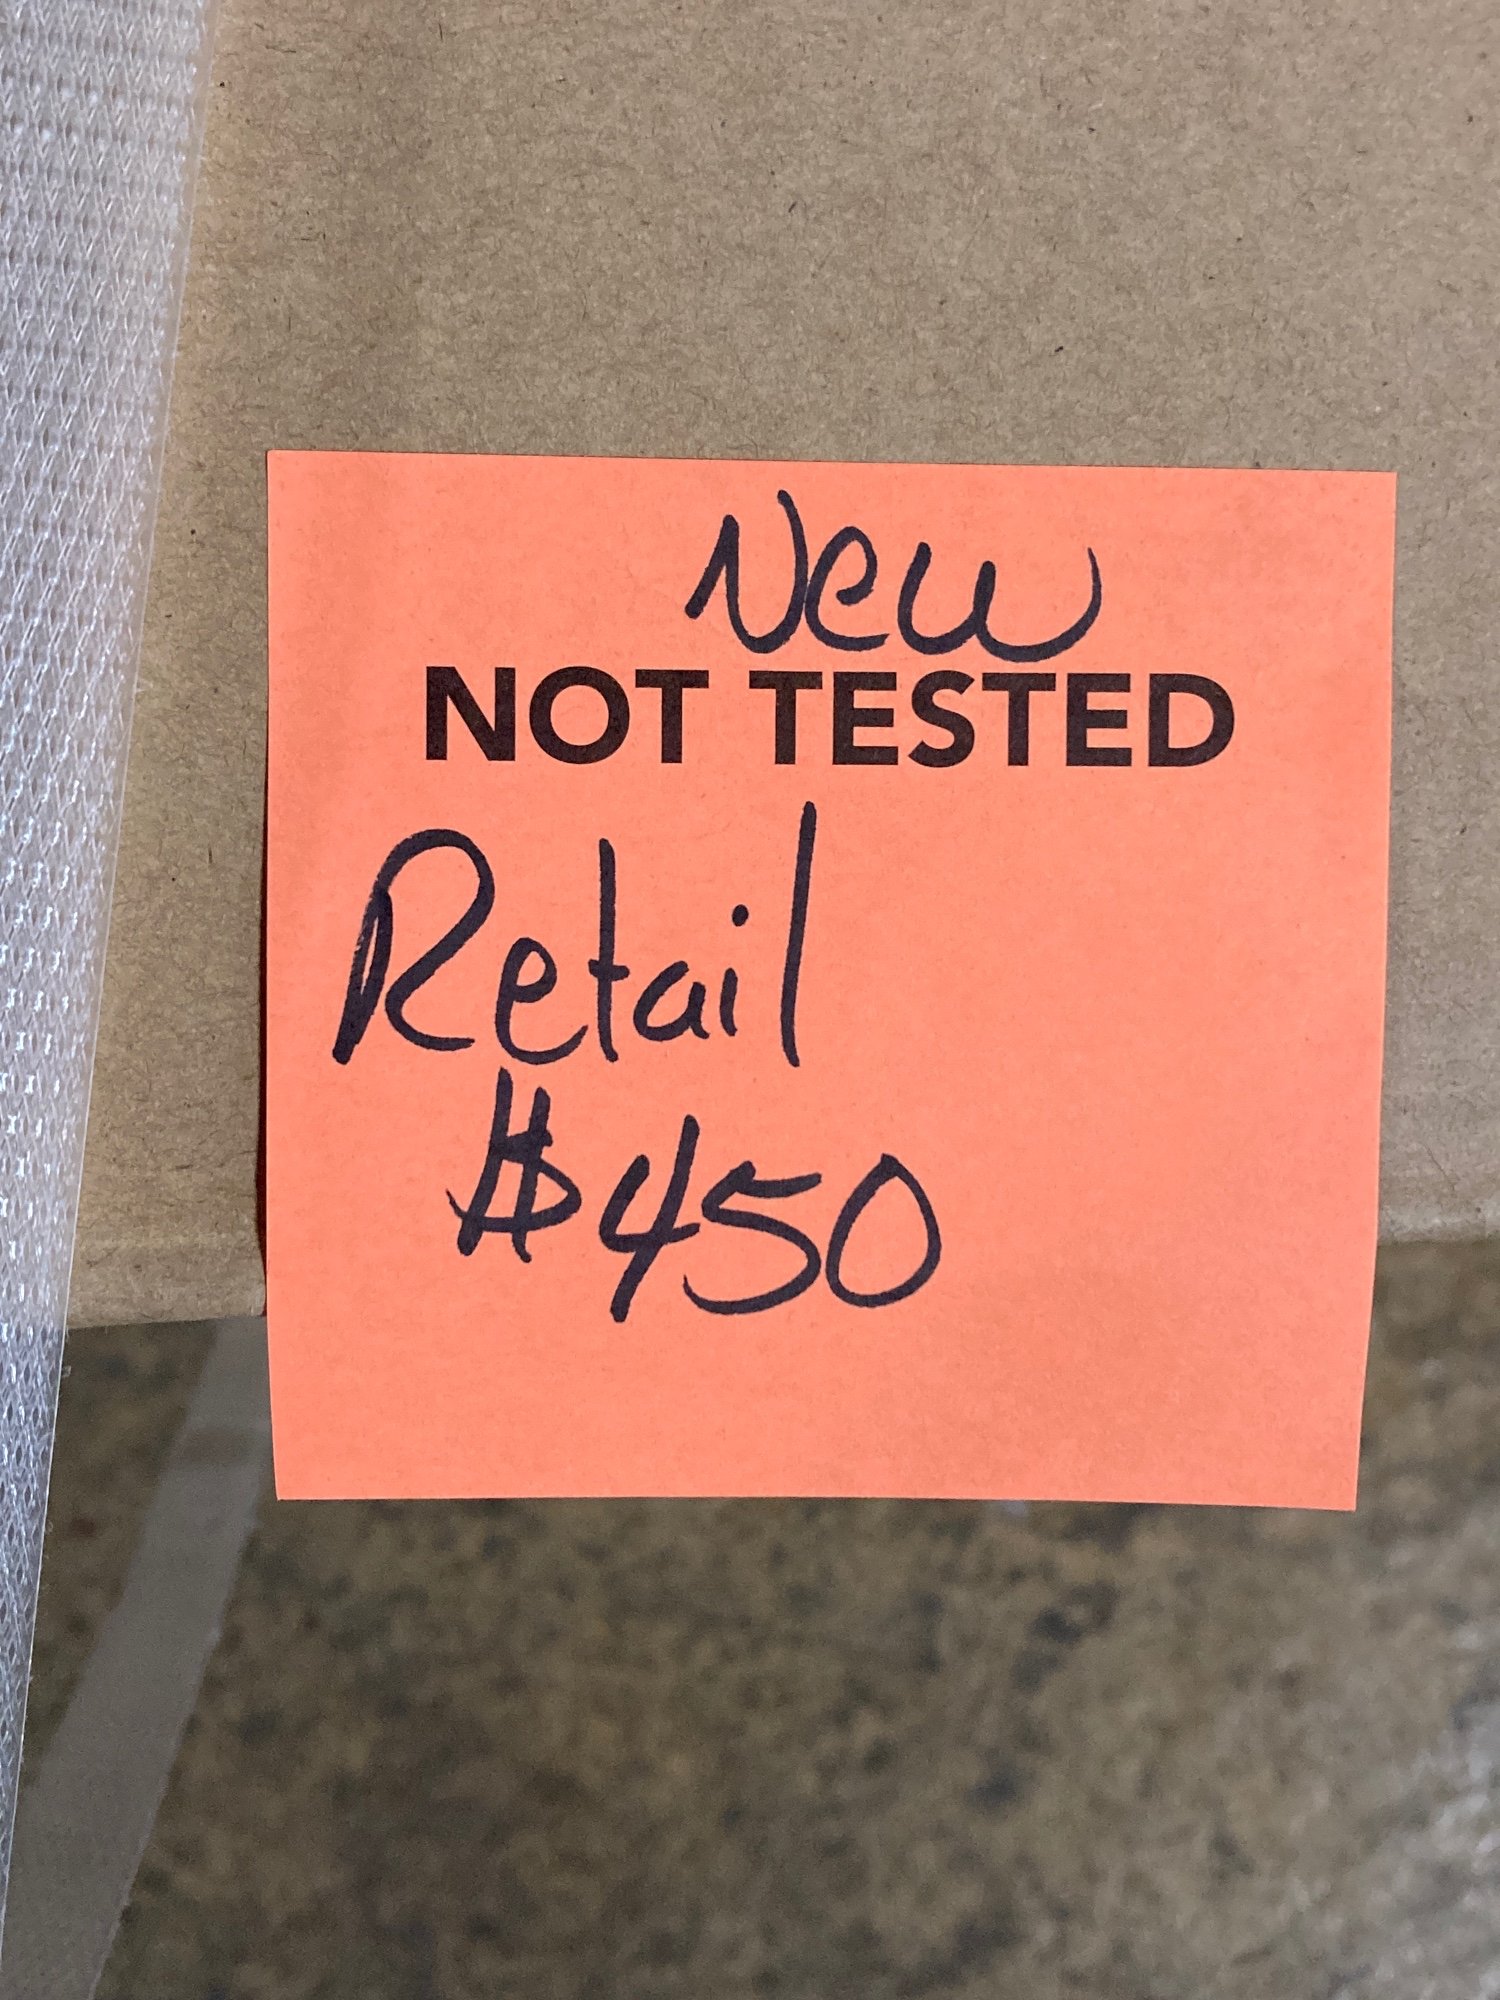 New
NOT TESTED
Retail
$450